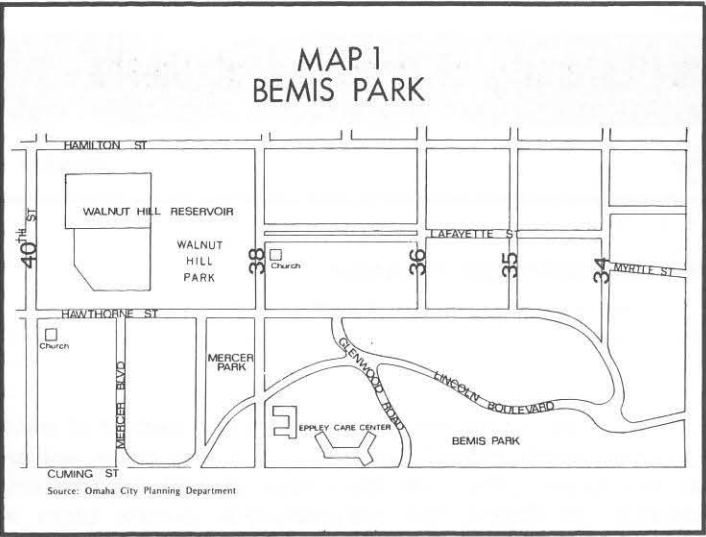 MAP 1
BEMIS PARK
HAMILTON ST
WALNUT HILL RESERVOIR
40TH ST
WALNUT
HILL
PARK
38
Church
36
LAFAYETTE ST
35
34
MYRTLE ST
HAWTHORNE ST
Church
MERCER BLVD
MERCER
PARK
GLENWOOD ROAD
LINCOLN BOULEVARD
EPPLEY CARE CENTER
BEMIS PARK
CUMING ST
Source: Omaha City Planning Department